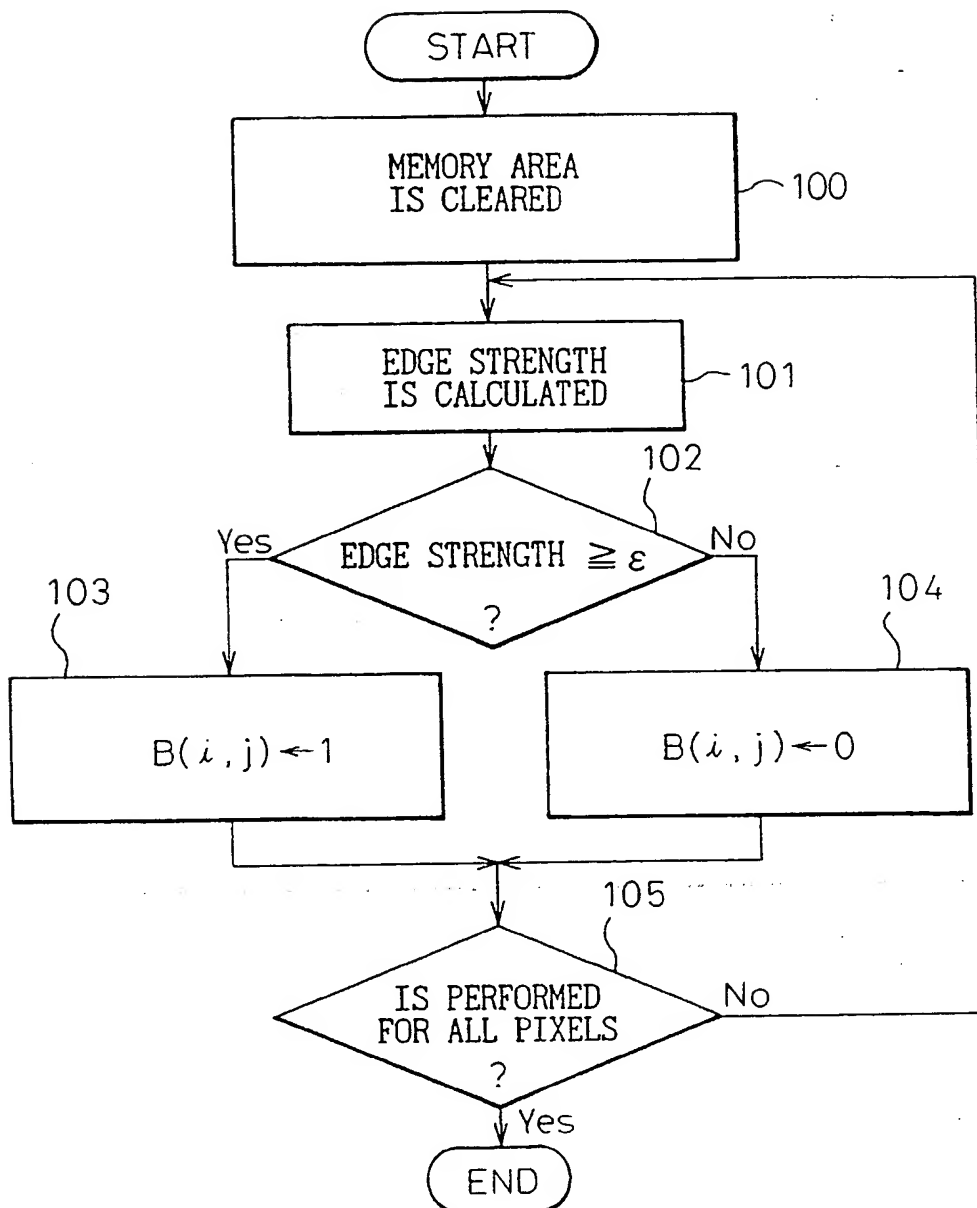 START
MEMORY AREA
IS CLEARED
100
EDGE STRENGTH
IS CALCULATED
101
102
Yes
EDGE STRENGTH ≧ ε
?
No
103
104
B(i,j)←1
B(i,j)←0
105
IS PERFORMED
FOR ALL PIXELS
?
No
Yes
END